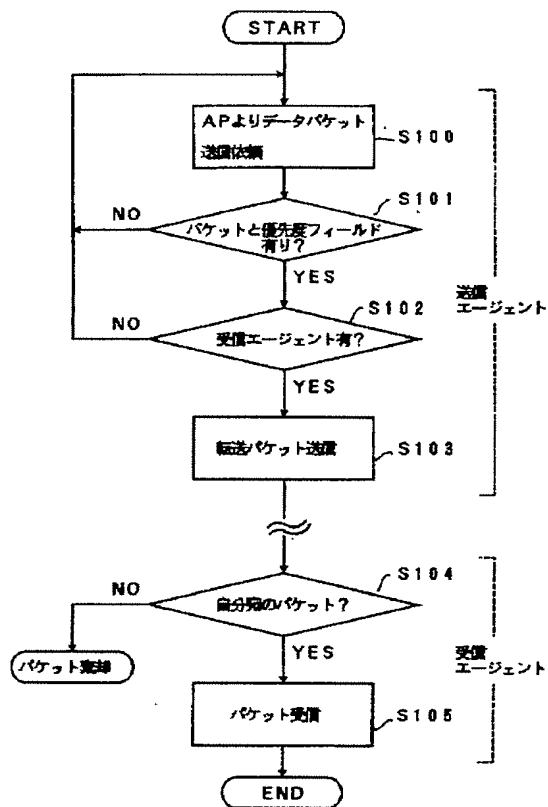 START
APよりデータパケット
送信依頼
S100
S101
NO
パケットと優先度フィールド
有り?
YES
S102
NO
受信エージェント有?
YES
送信
エージェント
転送パケット送信
S103
S104
NO
自分宛のパケット?
YES
パケット棄却
受信
エージェント
パケット受信
S105
END